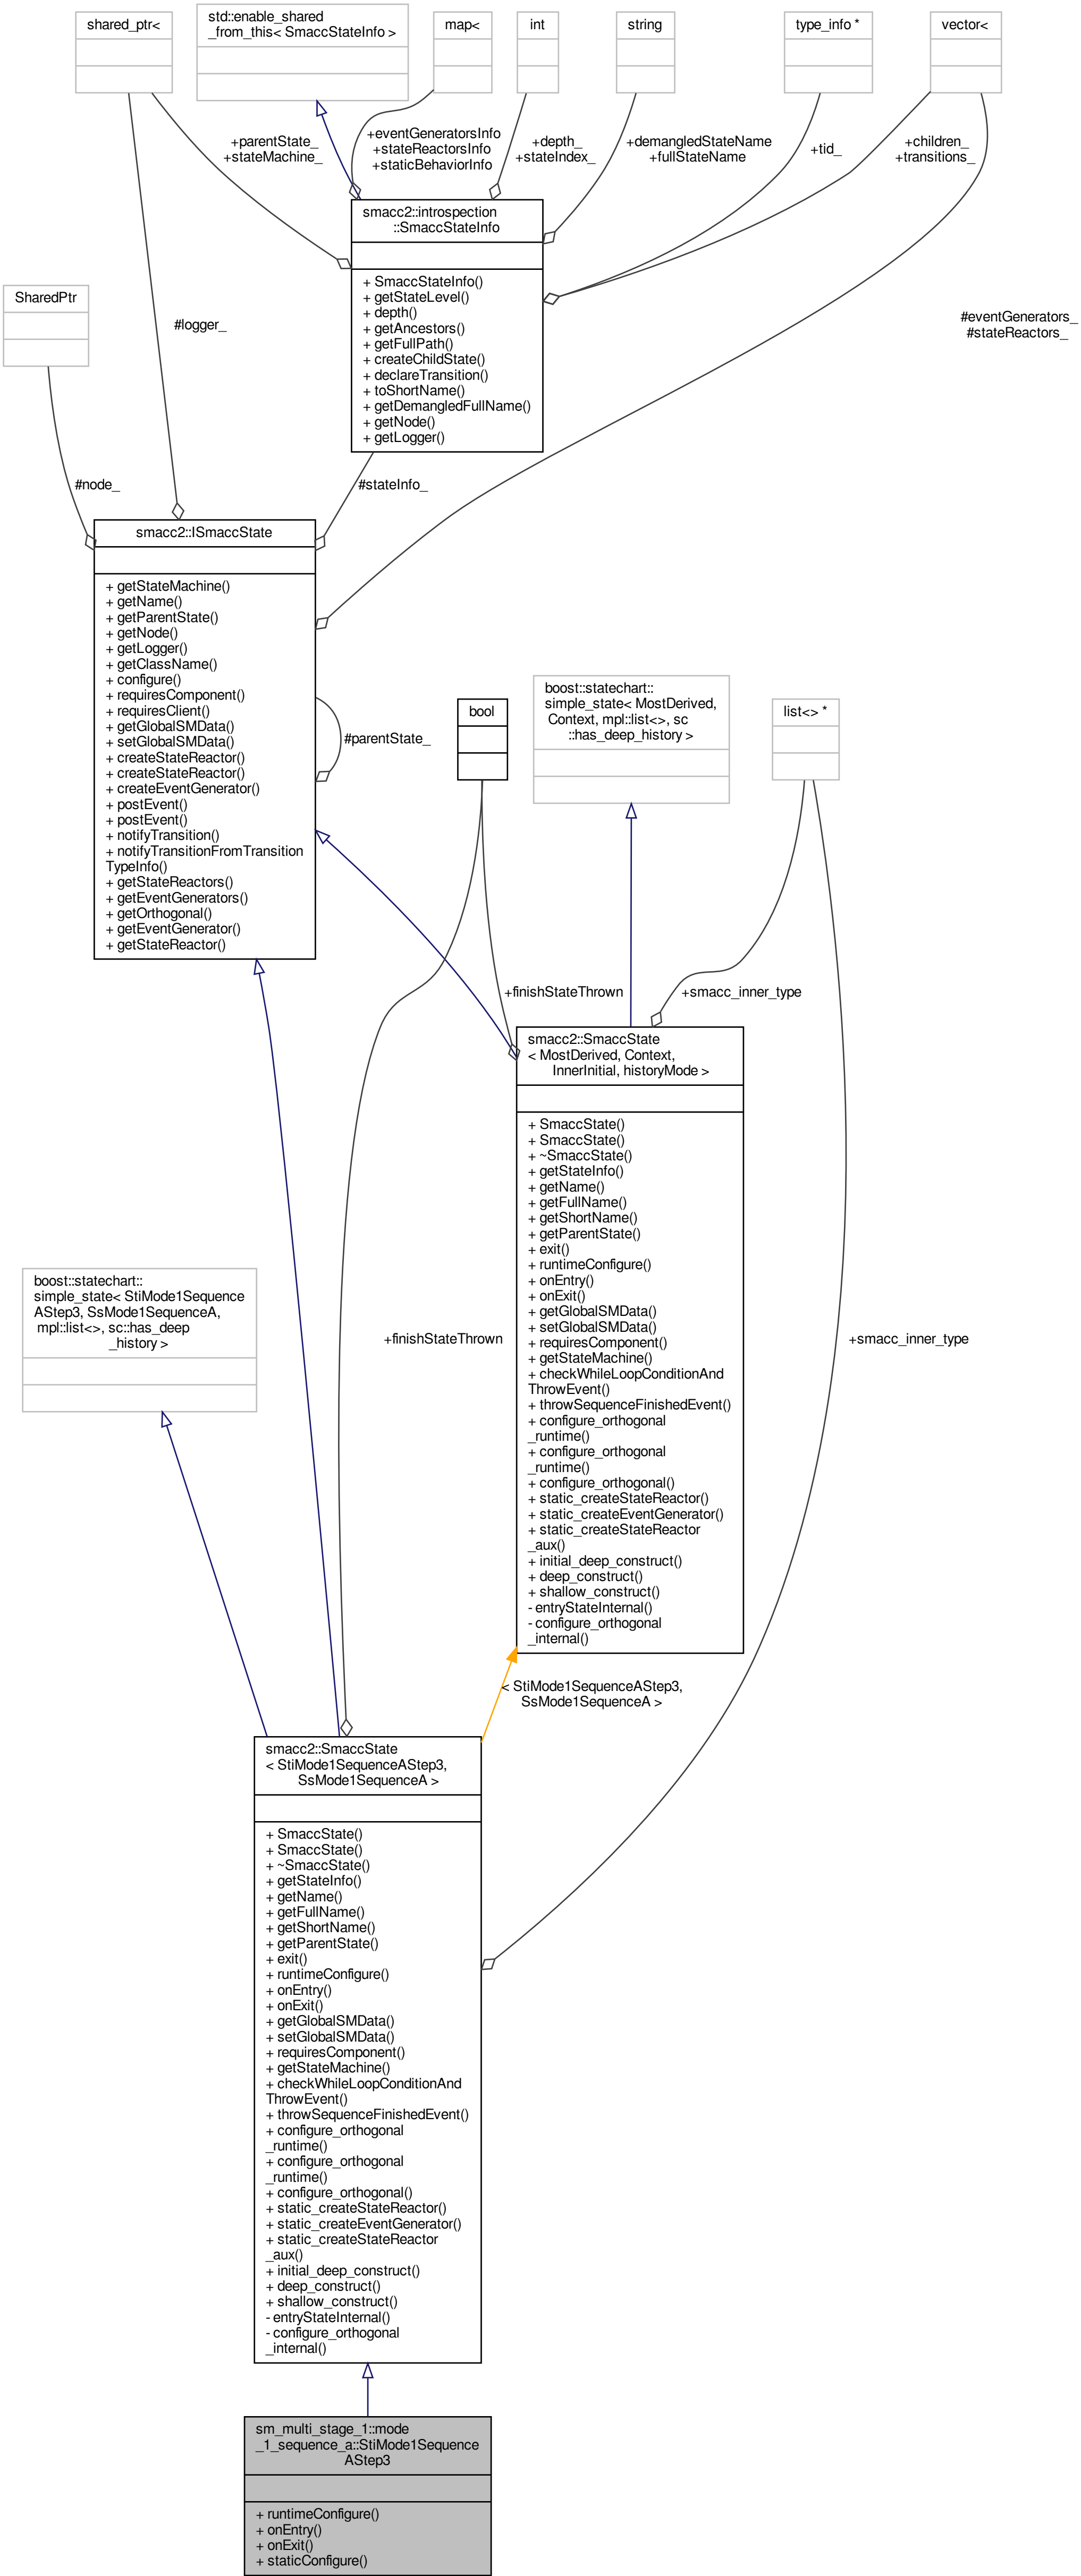 shared_ptr<
std::enable_shared
_from_this< SmaccStateInfo >
map<
int
string
type_info *
vector<
+parentState_
+stateMachine_
+eventGeneratorsInfo
+stateReactorsInfo
+staticBehaviorInfo
+depth_
+stateIndex_
+demangledStateName
+fullStateName
+tid_
+children_
+transitions_
smacc2::introspection
::SmaccStateInfo
+ SmaccStateInfo()
+ getStateLevel()
+ depth()
+ getAncestors()
+ getFullPath()
+ createChildState()
+ declareTransition()
+ toShortName()
+ getDemangledFullName()
+ getNode()
+ getLogger()
SharedPtr
#logger_
#eventGenerators_
#stateReactors_
#node_
#stateInfo_
smacc2::ISmaccState
+ getStateMachine()
+ getName()
+ getParentState()
+ getNode()
+ getLogger()
+ getClassName()
+ configure()
+ requiresComponent()
+ requiresClient()
+ getGlobalSMData()
+ setGlobalSMData()
+ createStateReactor()
+ createStateReactor()
+ createEventGenerator()
+ postEvent()
+ postEvent()
+ notifyTransition()
+ notifyTransitionFromTransition
TypeInfo()
+ getStateReactors()
+ getEventGenerators()
+ getOrthogonal()
+ getEventGenerator()
+ getStateReactor()
#parentState_
bool
boost::statechart::
simple_state< MostDerived,
Context, mpl::list<>, sc
::has_deep_history >
list<> *
+finishStateThrown
+smacc_inner_type
smacc2::SmaccState
< MostDerived, Context,
InnerInitial, historyMode >
+ SmaccState()
+ SmaccState()
+ ~SmaccState()
+ getStateInfo()
+ getName()
+ getFullName()
+ getShortName()
+ getParentState()
+ exit()
+ runtimeConfigure()
+ onEntry()
+ onExit()
+ getGlobalSMData()
+ setGlobalSMData()
+ requiresComponent()
+ getStateMachine()
+ checkWhileLoopConditionAnd
ThrowEvent()
+ throwSequenceFinishedEvent()
+ configure_orthogonal
_runtime()
+ configure_orthogonal
_runtime()
+ configure_orthogonal()
+ static_createStateReactor()
+ static_createEventGenerator()
+ static_createStateReactor
_aux()
+ initial_deep_construct()
+ deep_construct()
+ shallow_construct()
- entryStateInternal()
- configure_orthogonal
_internal()
boost::statechart::
simple_state< StiMode1Sequence
AStep3, SsMode1SequenceA,
mpl::list<>, sc::has_deep
_history >
+finishStateThrown
+smacc_inner_type
< StiMode1SequenceAStep3,
SsMode1SequenceA >
smacc2::SmaccState
< StiMode1SequenceAStep3,
SsMode1SequenceA >
+ SmaccState()
+ SmaccState()
+ ~SmaccState()
+ getStateInfo()
+ getName()
+ getFullName()
+ getShortName()
+ getParentState()
+ exit()
+ runtimeConfigure()
+ onEntry()
+ onExit()
+ getGlobalSMData()
+ setGlobalSMData()
+ requiresComponent()
+ getStateMachine()
+ checkWhileLoopConditionAnd
ThrowEvent()
+ throwSequenceFinishedEvent()
+ configure_orthogonal
_runtime()
+ configure_orthogonal
_runtime()
+ configure_orthogonal()
+ static_createStateReactor()
+ static_createEventGenerator()
+ static_createStateReactor
_aux()
+ initial_deep_construct()
+ deep_construct()
+ shallow_construct()
- entryStateInternal()
- configure_orthogonal
_internal()
sm_multi_stage_1::mode
_1_sequence_a::StiMode1Sequence
AStep3
+ runtimeConfigure()
+ onEntry()
+ onExit()
+ staticConfigure()